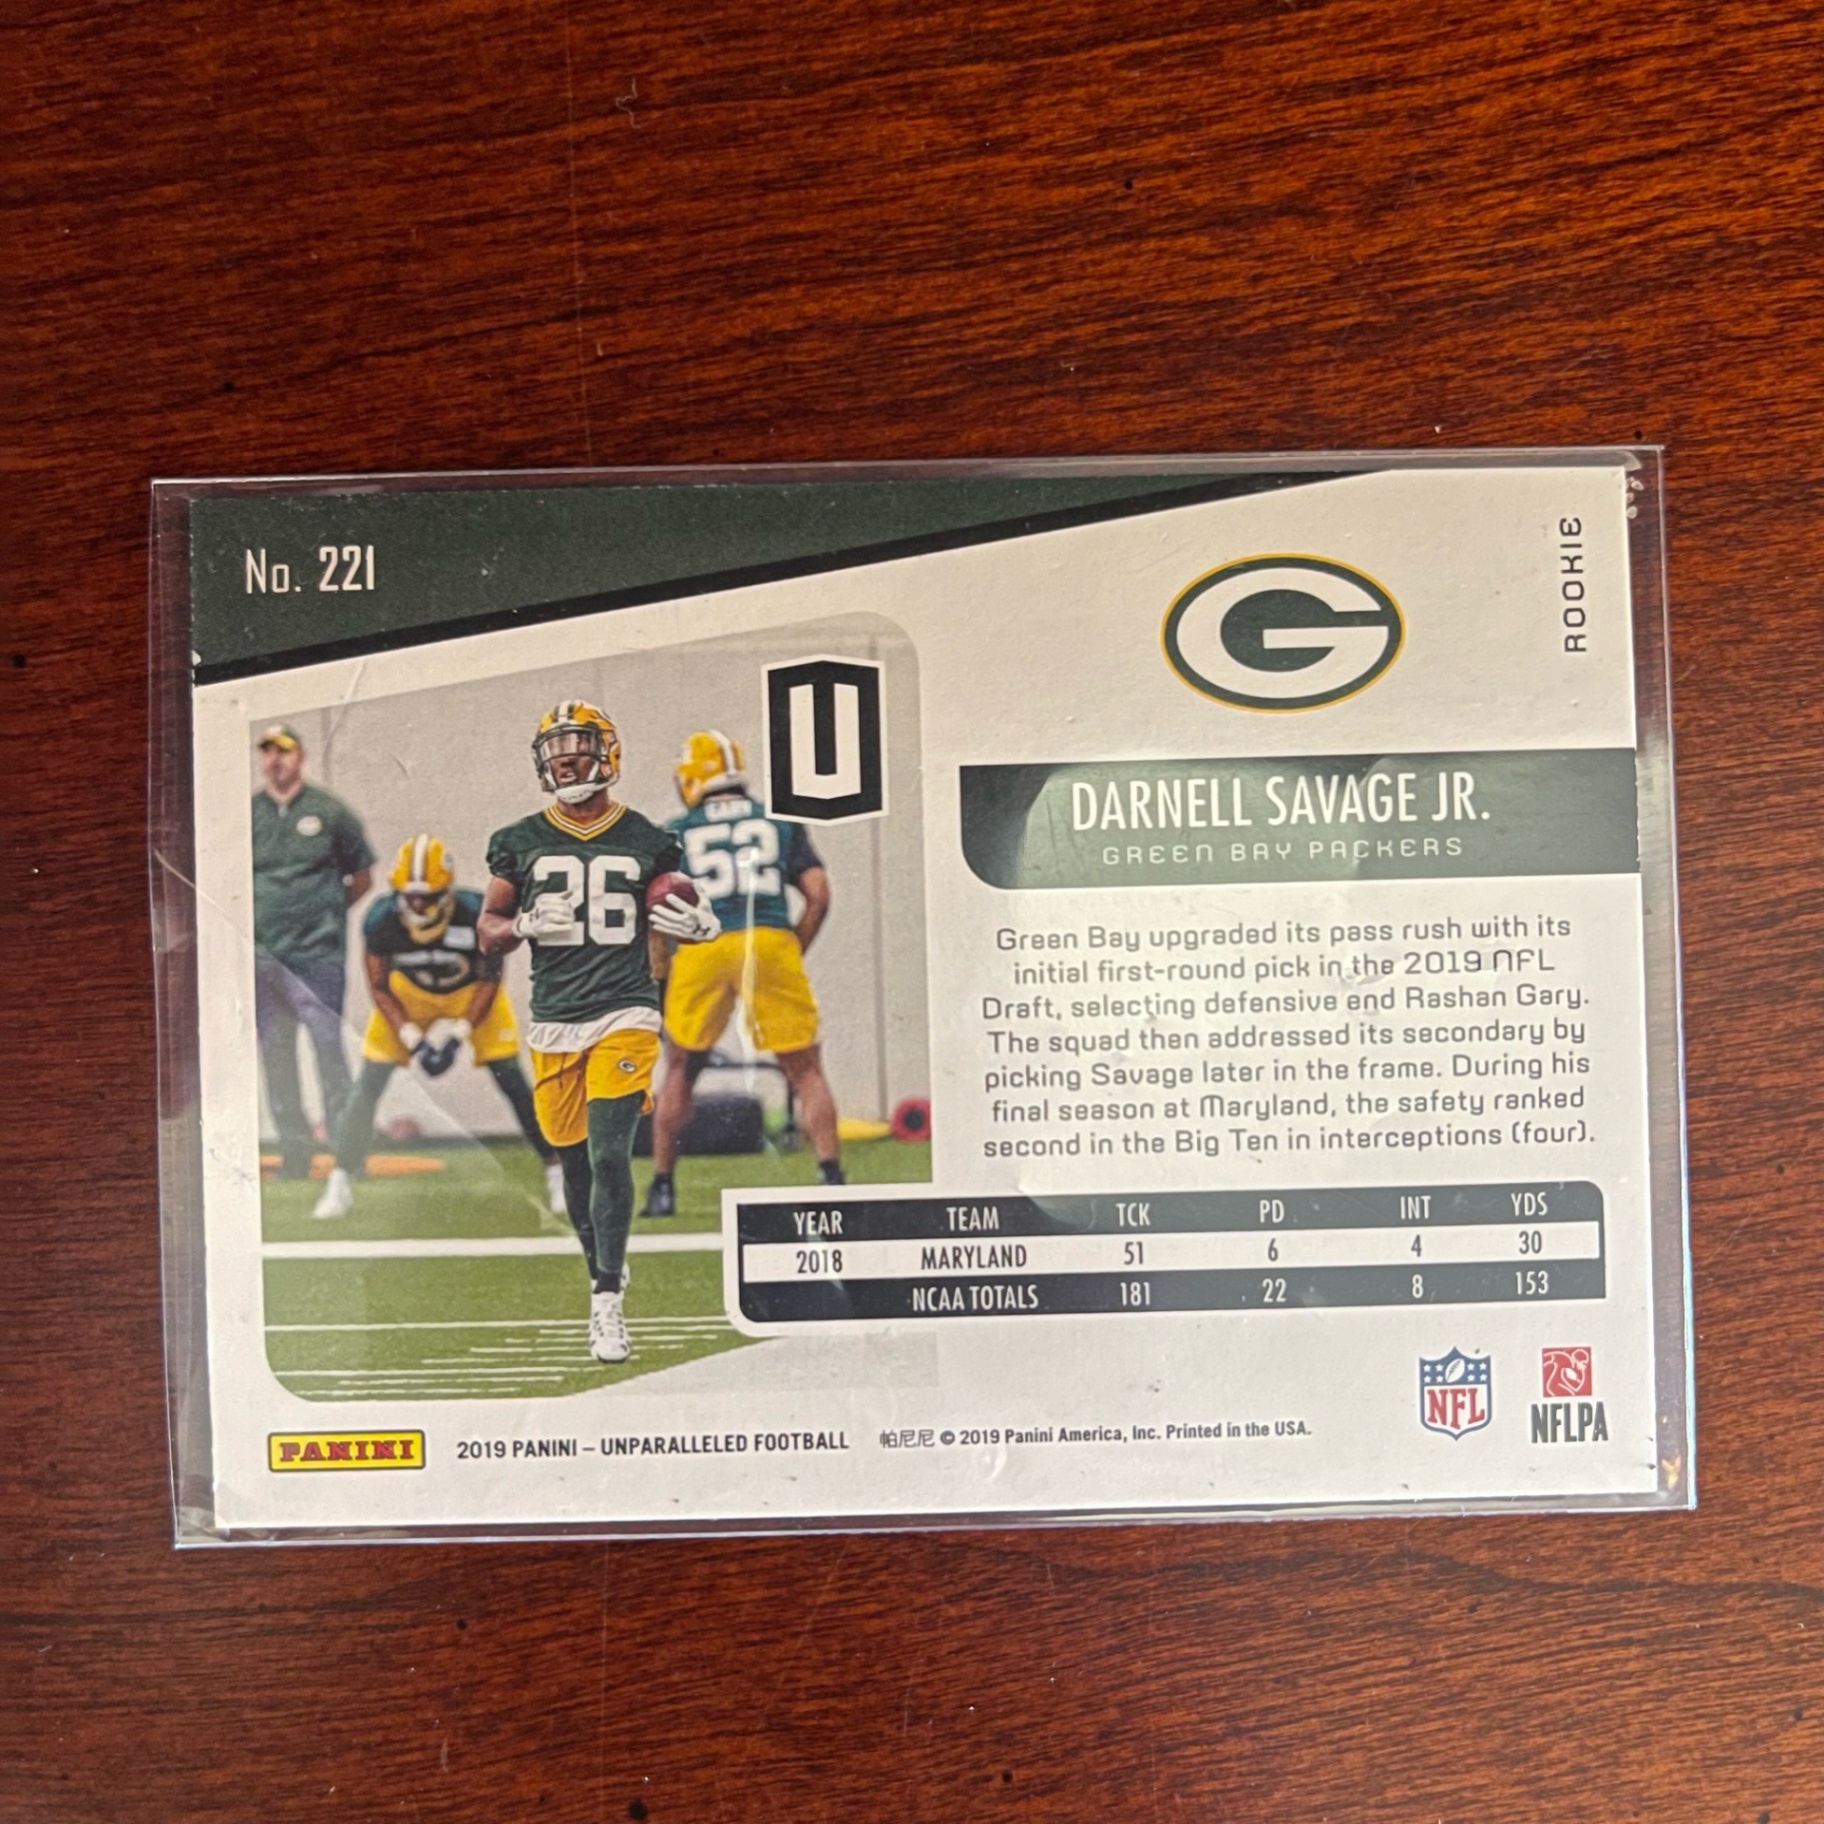 No. 221
ROOKIE
G
U
GARY
52
26
DARNELL SAVAGE JR.
GREEN BAY PACKERS
Green Bay upgraded its pass rush with its
initial first-round pick in the 2019 NFL
Draft, selecting defensive end Rashan Gary.
The squad then addressed its secondary by
picking Savage later in the frame. During his
final season at Maryland, the safety ranked
second in the Big Ten in interceptions (four).
YEAR TEAM TCK PD INT YDS
2018 MARYLAND 51 6 4 30
NCAA TOTALS 181 22 8 153
NFL
NFLPA
PANINI
2019 PANINI – UNPARALLELED FOOTBALL
帕尼尼 © 2019 Panini America, Inc. Printed in the USA.